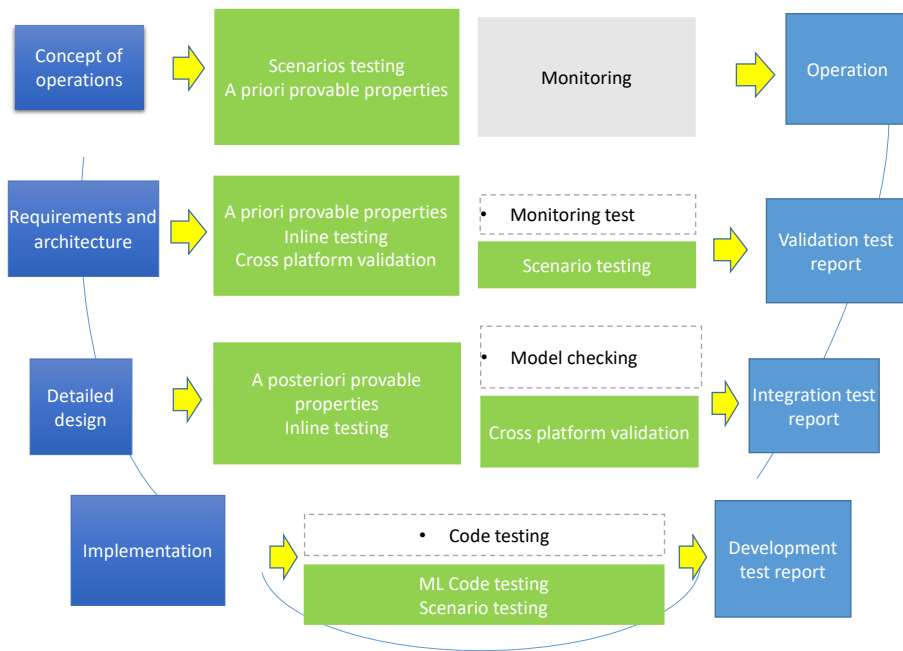 Concept of
operations
Scenarios testing
A priori provable properties
Monitoring
Operation
Requirements and
architecture
A priori provable properties
Inline testing
Cross platform validation
• Monitoring test
Scenario testing
Validation test
report
Detailed
design
A posteriori provable
properties
Inline testing
• Model checking
Cross platform validation
Integration test
report
Implementation
• Code testing
ML Code testing
Scenario testing
Development
test report